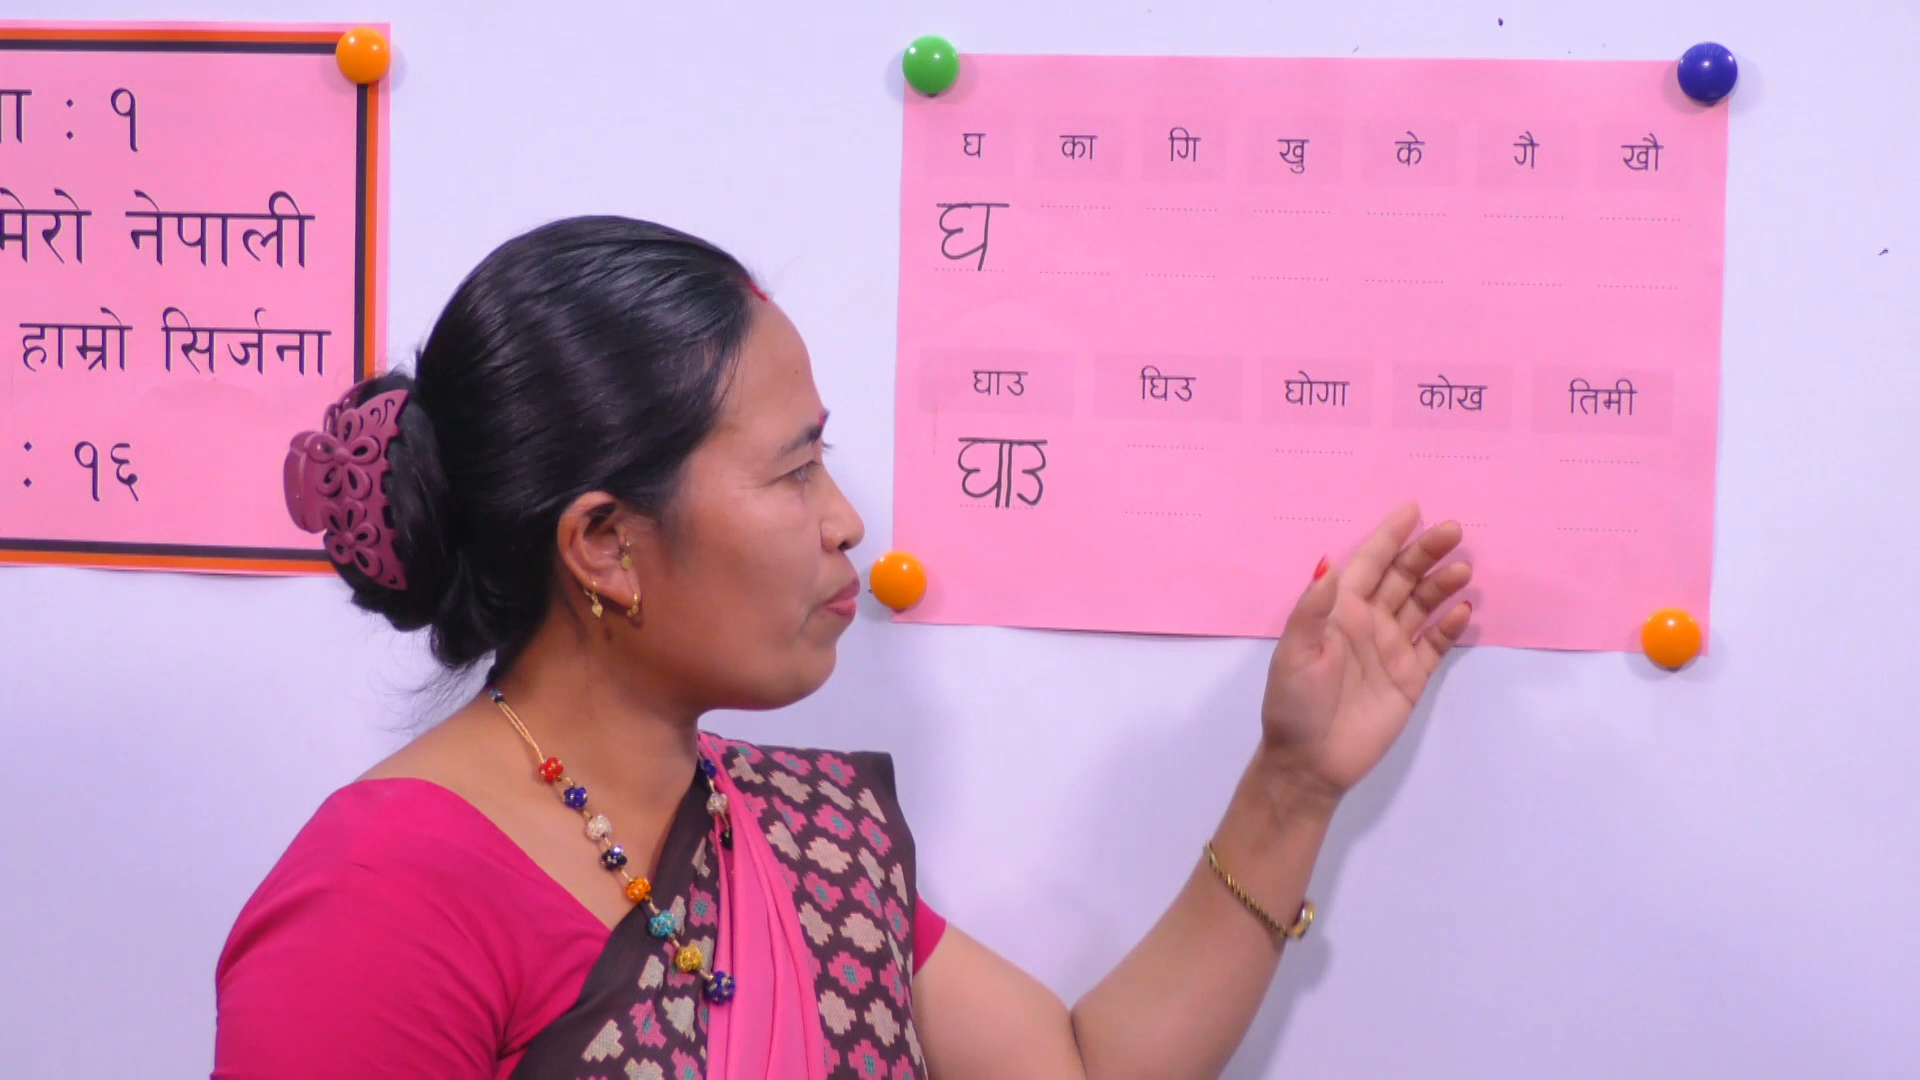 : १
मेरो नेपाली
हाम्रो सिर्जना
: १६
घ का गि खु के गै खौ
घ
घाउ घिउ घोगा कोख तिमी
घाउ